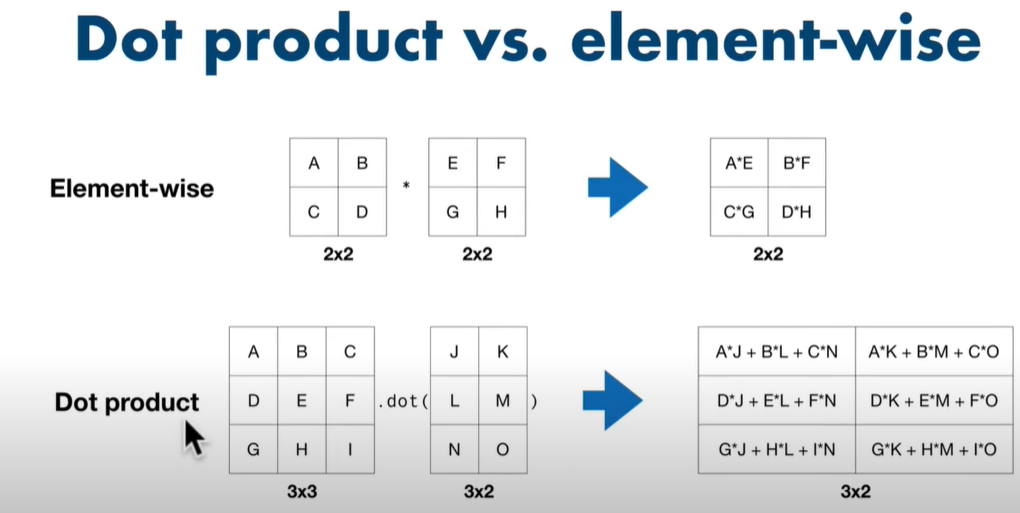 Dot product vs. element-wise
Element-wise
A B
C D
2x2
*
E F
G H
2x2
A*E B*F
C*G D*H
2x2
Dot product
A B C
D E F
G H I
3x3
.dot(
J K
L M
N O
)
3x2
A*J + B*L + C*N A*K + B*M + C*O
D*J + E*L + F*N D*K + E*M + F*O
G*J + H*L + I*N G*K + H*M + I*O
3x2